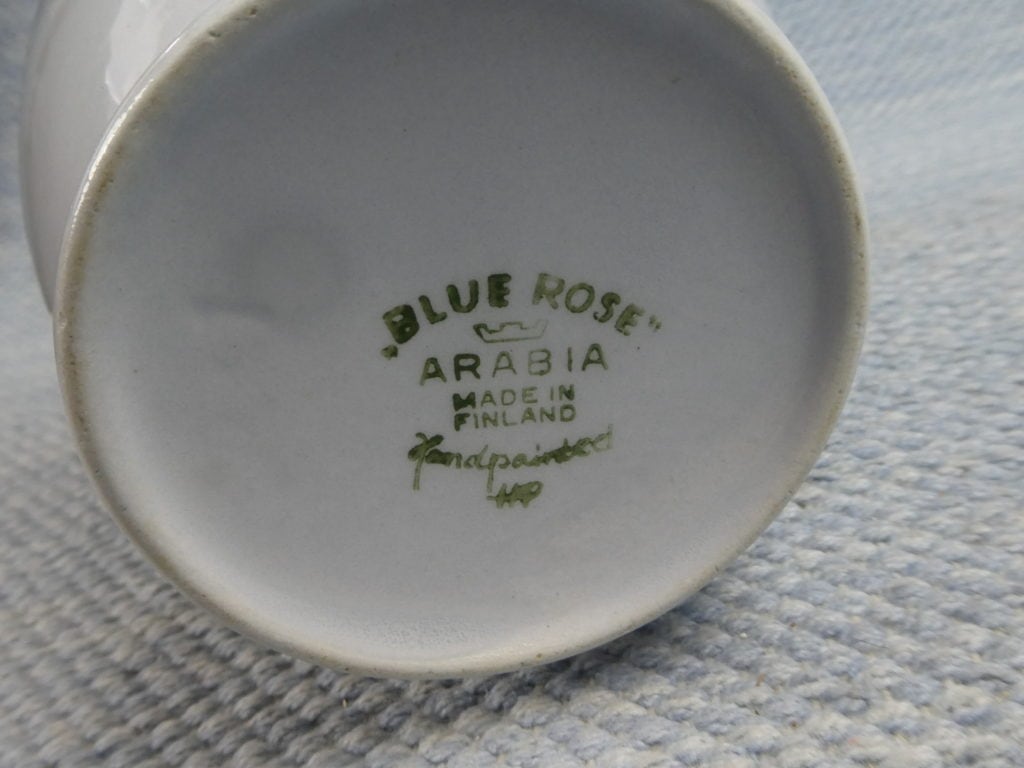 "BLUE ROSE"
ARABIA
MADE IN
FINLAND
Handpainted
HP